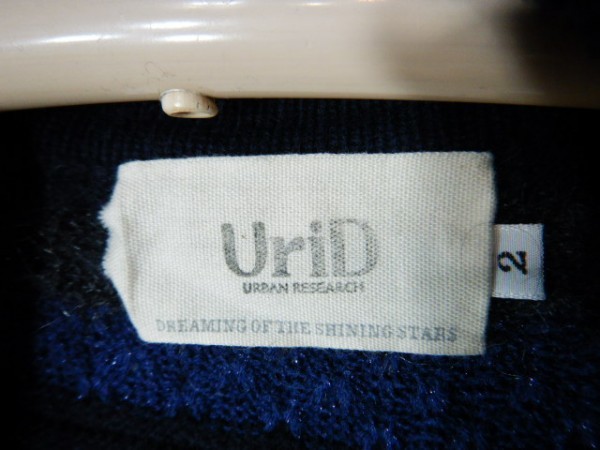 UriD
URBAN RESEARCH
DREAMING OF THE SHINING STARS
2